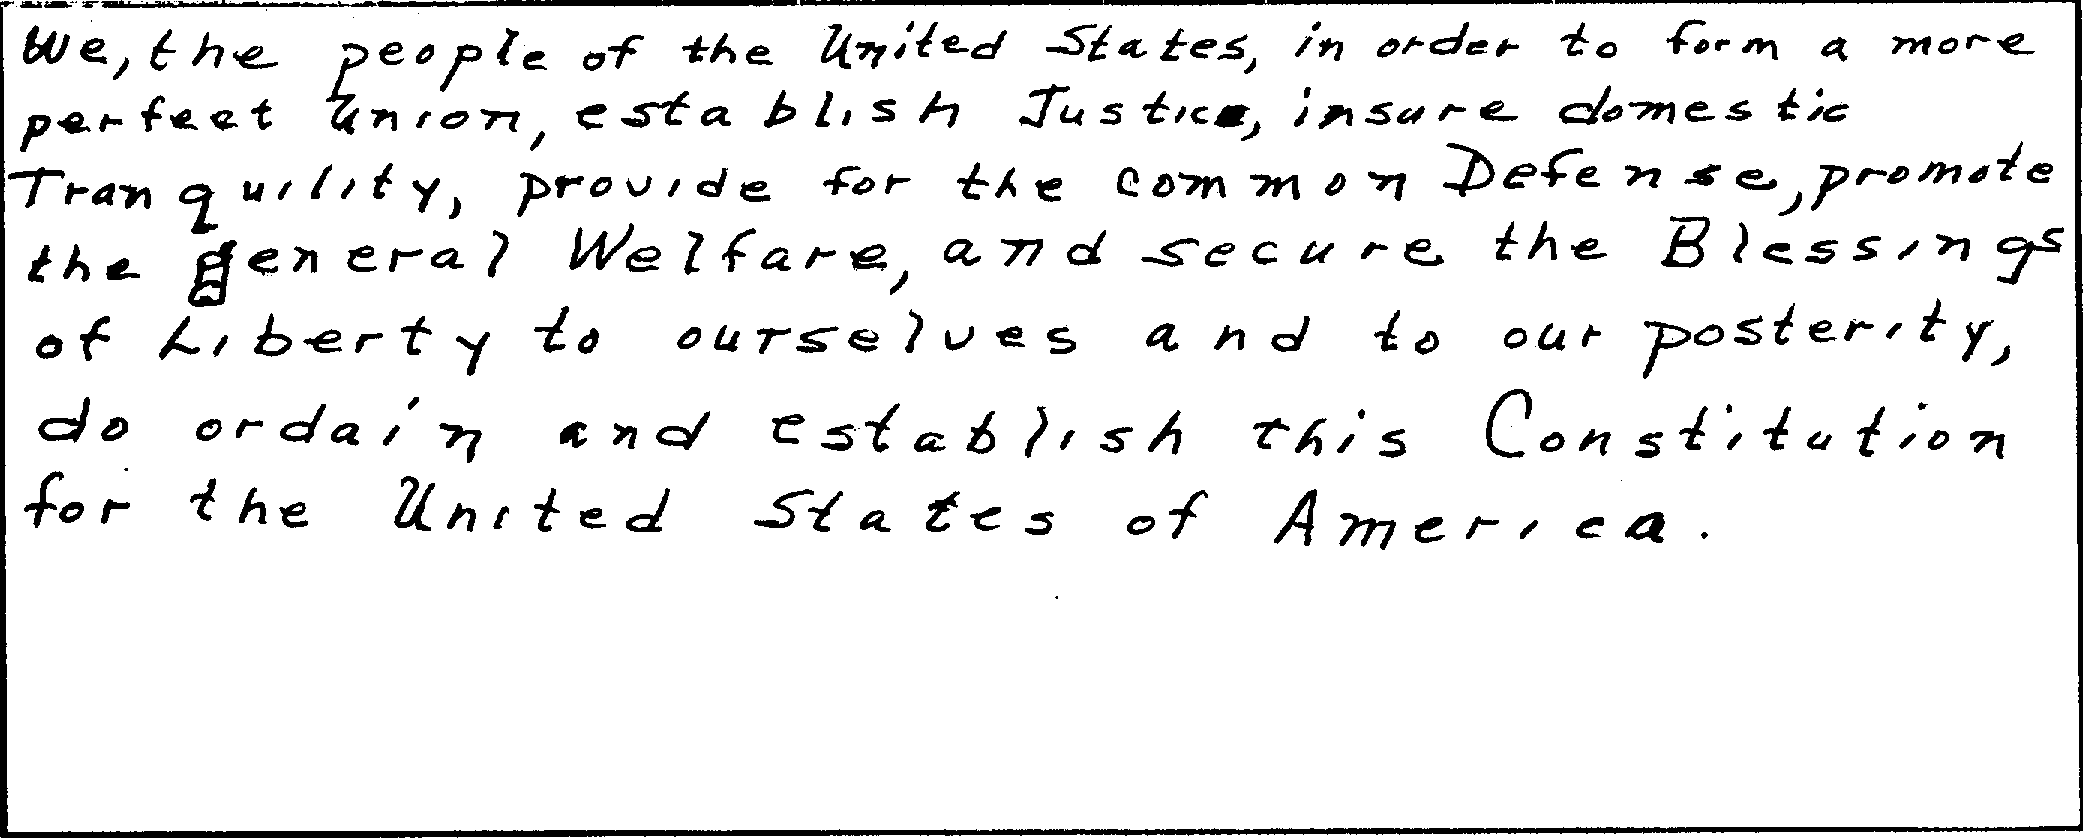 We, the people of the United States, in order to form a more
perfect Union, establish Justice, insure domestic
Tranquility, provide for the common Defense, promote
the general Welfare, and secure the Blessings
of Liberty to ourselves and to our posterity,
do ordain and establish this Constitution
for the United States of America.